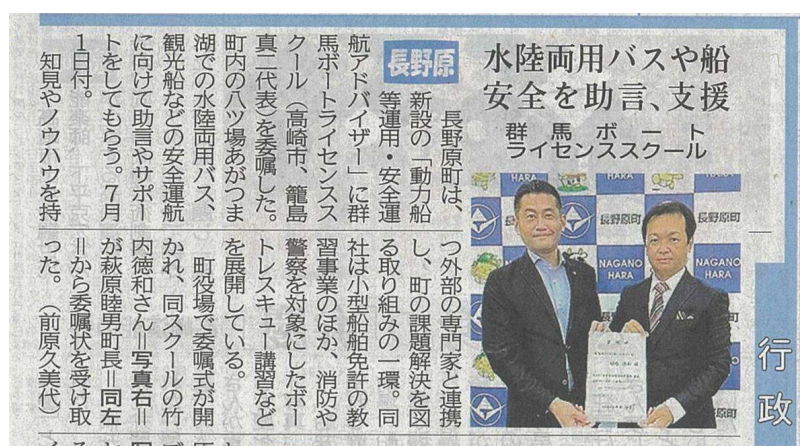 水陸両用バスや船
安全を助言、支援
群馬ボート
ライセンススクール
長野原
長野原町は、
新設の「動力船
等運用・安全運
航アドバイザー」に群
馬ボートライセンスス
クール（高崎市、籠島
真二代表）を委嘱した。
町内の八ツ場あがつま
湖での水陸両用バス、
観光船などの安全運航
に向けて助言やサポー
トをしてもらう。7月
1日付。
知見やノウハウを持
つ外部の専門家と連携
し、町の課題解決を図
る取り組みの一環。同
社は小型船舶免許の教
習事業のほか、消防や
警察を対象にしたボー
トレスキュー講習など
を展開している。
町役場で委嘱式が開
かれ、同スクールの竹
内徳和さん＝写真右＝
が萩原睦男町長＝同左
＝から委嘱状を受け取
った。（前原久美代）
HARA
長野原町
NAGANO
HARA
NAGANO
HARA
行政